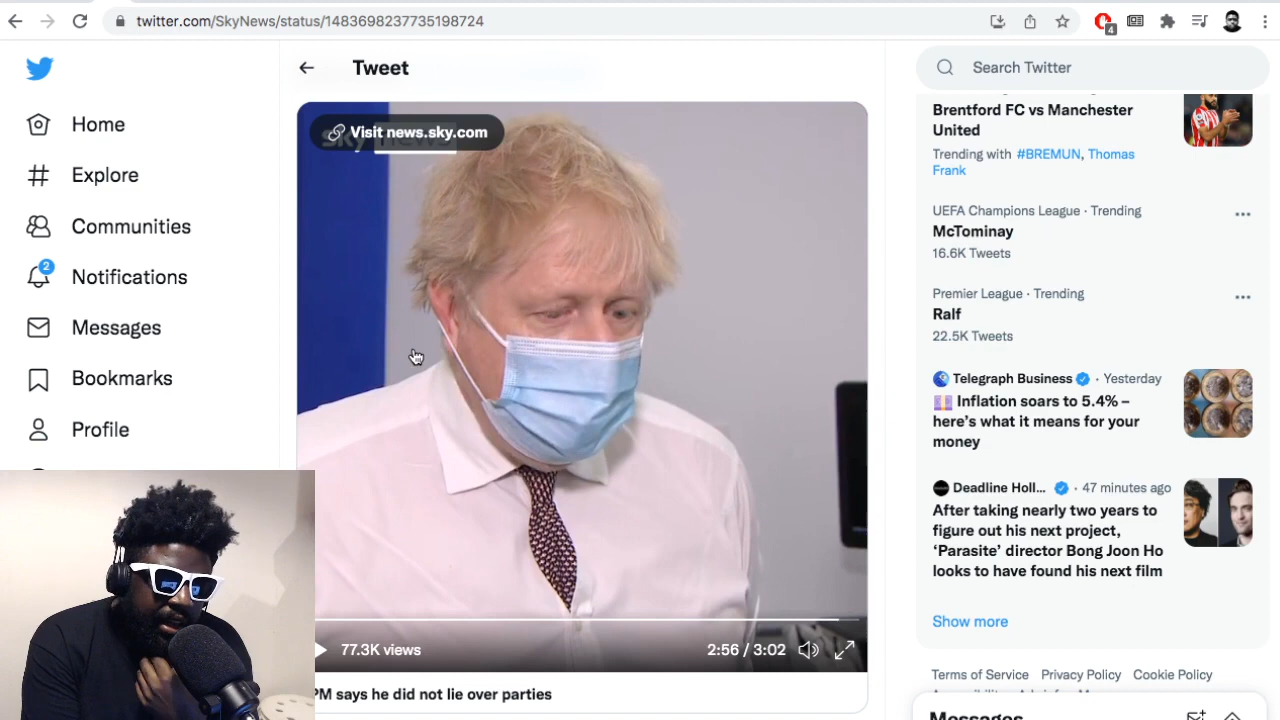 twitter.com/SkyNews/status/1483698237735198724
4
Home
Explore
Communities
2
Notifications
Messages
Bookmarks
Profile
Tweet
Visit news.sky.com
77.3K views
2:56 / 3:02
PM says he did not lie over parties
Search Twitter
Brentford FC vs Manchester
United
Trending with #BREMUN, Thomas
Frank
UEFA Champions League · Trending
McTominay
16.6K Tweets
Premier League · Trending
Ralf
22.5K Tweets
Telegraph Business · Yesterday
Inflation soars to 5.4% –
here's what it means for your
money
Deadline Holl... · 47 minutes ago
After taking nearly two years to
figure out his next project,
‘Parasite’ director Bong Joon Ho
looks to have found his next film
Show more
Terms of Service Privacy Policy Cookie Policy
Messages